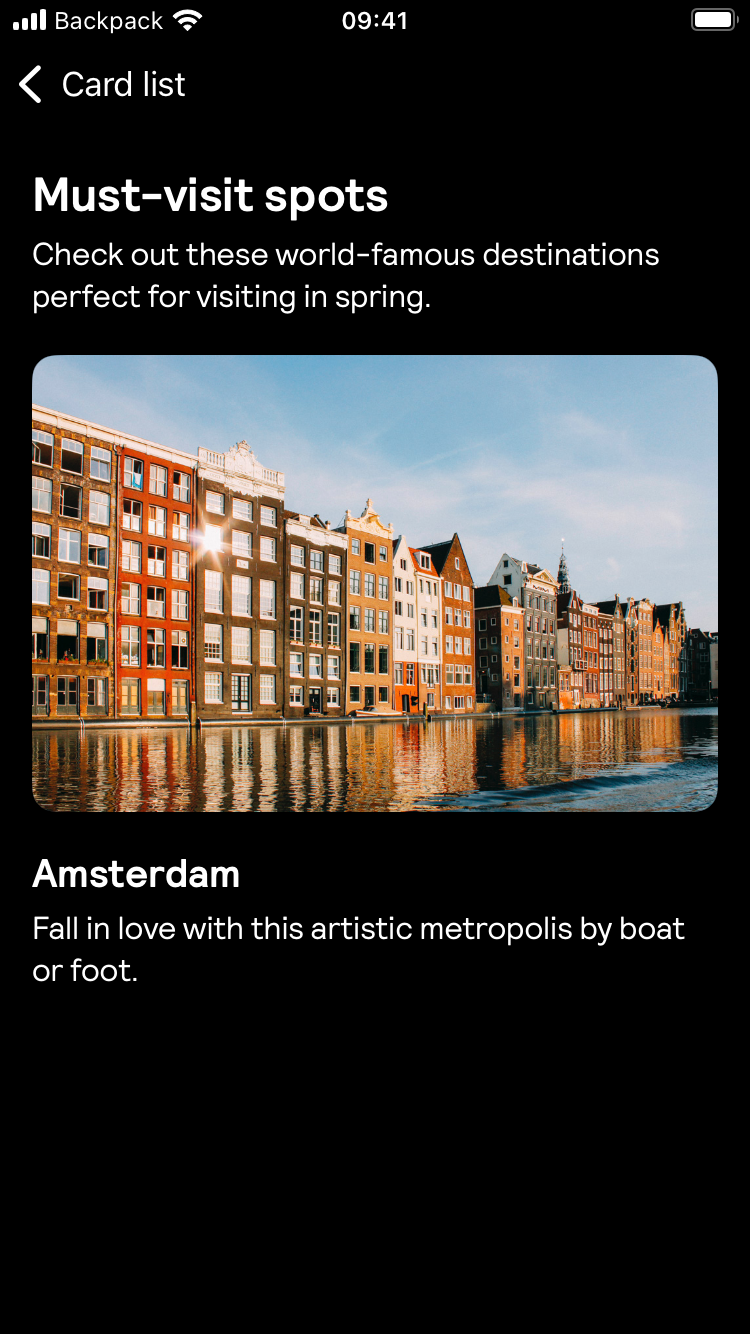 Backpack 09:41
Card list
Must-visit spots
Check out these world-famous destinations
perfect for visiting in spring.
Amsterdam
Fall in love with this artistic metropolis by boat
or foot.